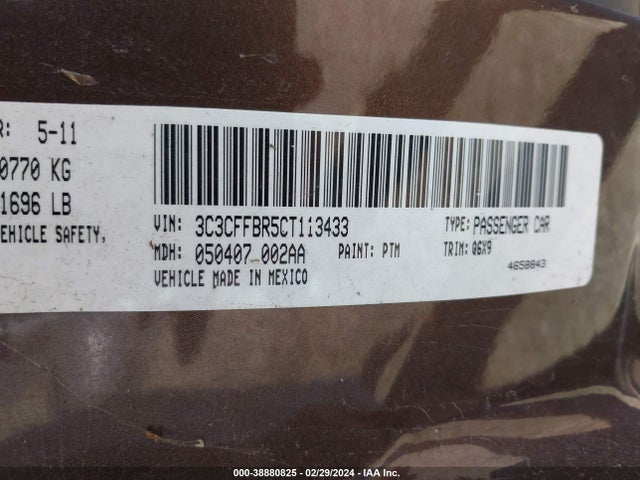 R: 5-11
0770 KG
1696 LB
EHICLE SAFETY,
VIN: 3C3CFFBR5CT113433 TYPE: PASSENGER CAR
MDH: 050407 002AA PAINT: PTM TRIM: Q6X9
VEHICLE MADE IN MEXICO 4658843
000-38880825 - 02/29/2024 - IAA Inc.